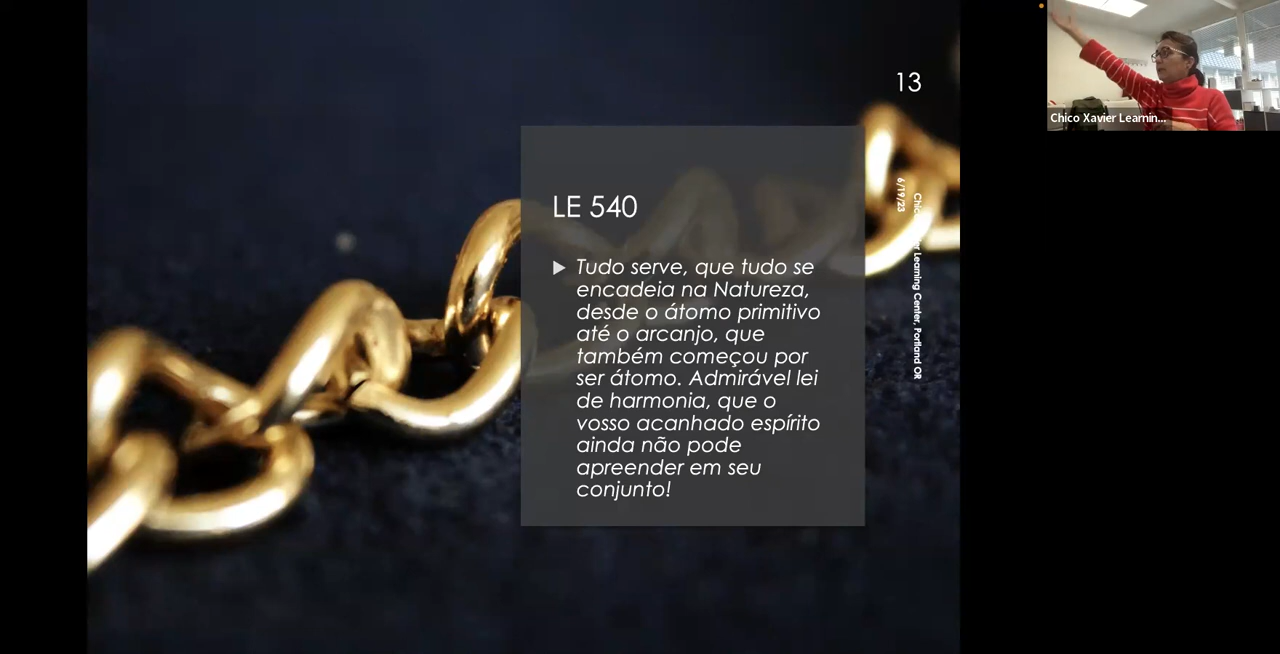 13
Chico Xavier Learnin...
LE 540
Tudo serve, que tudo se
encadeia na Natureza,
desde o átomo primitivo
até o arcanjo, que
também começou por
ser átomo. Admirável lei
de harmonia, que o
vosso acanhado espírito
ainda não pode
apreender em seu
conjunto!
6/19/23
Learning Center, Portland OR